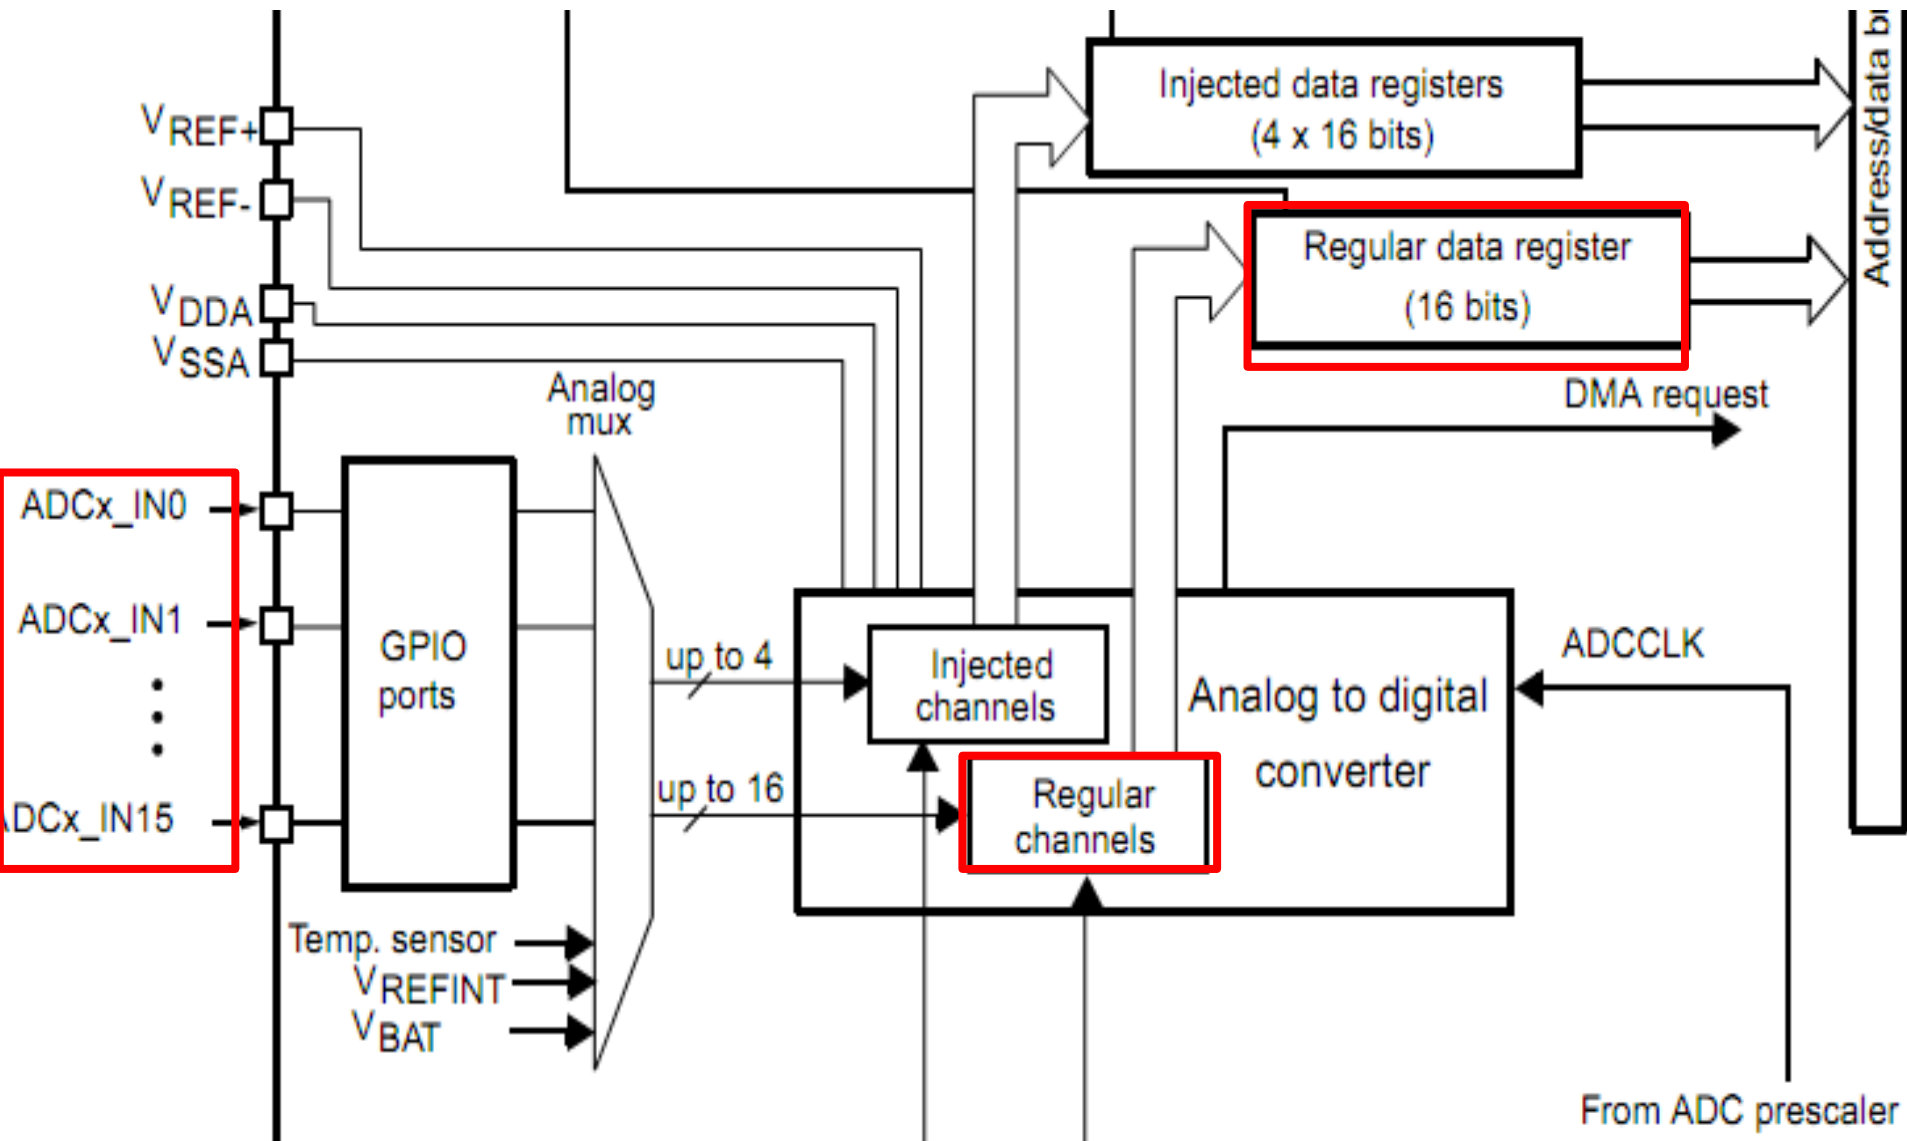 Injected data registers
(4 x 16 bits)
Address/data
VREF+
VREF-
Regular data register
(16 bits)
VDDA
VSSA
Analog
mux
DMA request
ADCx_IN0
ADCx_IN1
GPIO
ports
up to 4
Injected
channels
ADCCLK
Analog to digital
converter
up to 16
Regular
channels
DCx_IN15
Temp. sensor
VREFINT
VBAT
From ADC prescaler